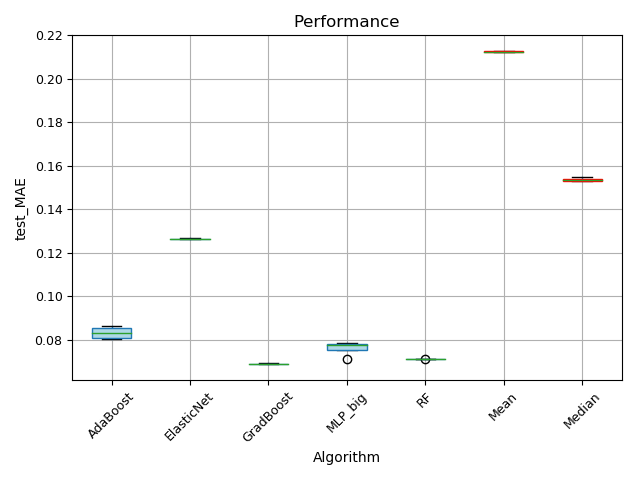 Performance
0.22
0.20
0.18
0.16
0.14
0.12
0.10
0.08
test_MAE
AdaBoost
ElasticNet
GradBoost
MLP_big
RF
Mean
Median
Algorithm